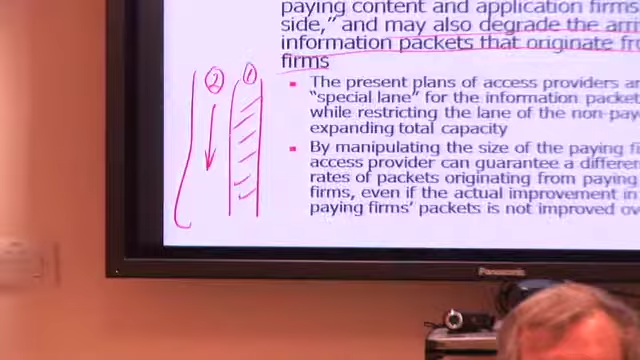 paying content and application firms
side," and may also degrade the arri
information packets that originate fro
firms
The present plans of access providers ar
"special lane" for the information packet
while restricting the lane of the non-pay
expanding total capacity
By manipulating the size of the paying fi
access provider can guarantee a differen
rates of packets originating from paying
firms, even if the actual improvement in
paying firms' packets is not improved ov
2
1
Panasonic